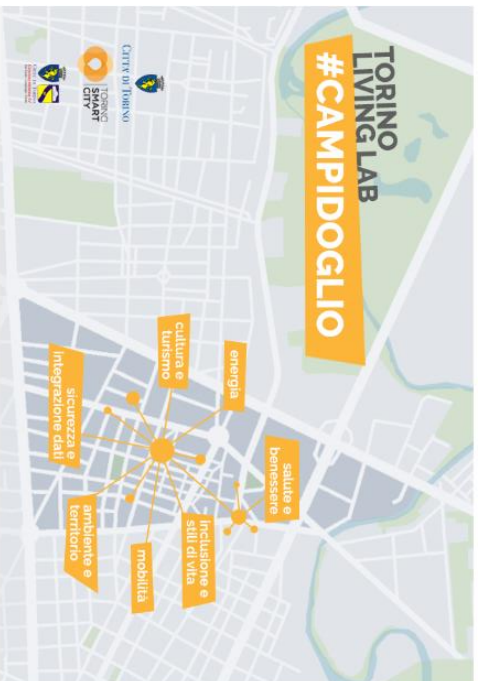 TORINO
LIVING LAB
#CAMPIDOGLIO
CITTA' DI TORINO
TORINO
SMART
CITY
energia
cultura e
turismo
sicurezza e
integrazione dati
salute e
benessere
inclusione e
stili di vita
mobilità
ambiente e
territorio